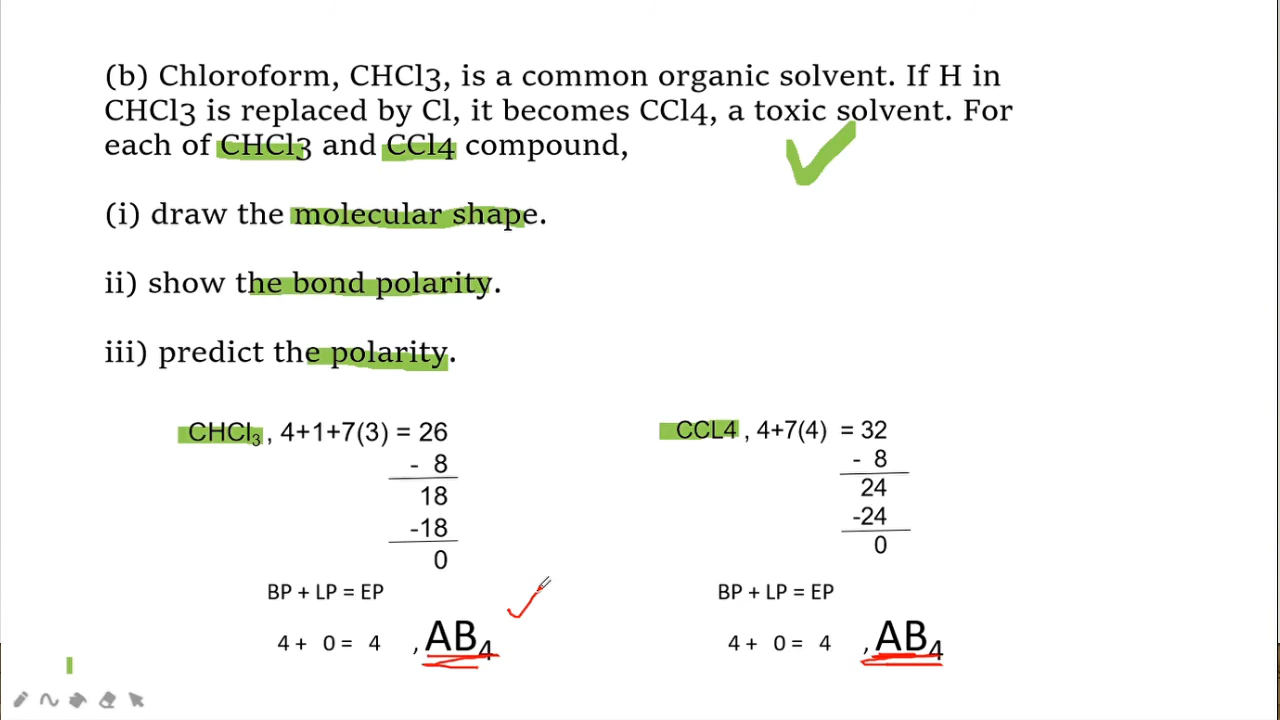 (b) Chloroform, CHCl3, is a common organic solvent. If H in
CHCl3 is replaced by Cl, it becomes CCl4, a toxic solvent. For
each of CHCl3 and CCl4 compound,
(i) draw the molecular shape.
ii) show the bond polarity.
iii) predict the polarity.
CHCl₃ , 4+1+7(3) = 26
- 8
18
-18
0
BP + LP = EP
4 + 0 = 4 , AB₄
CCL4 , 4+7(4) = 32
- 8
24
-24
0
BP + LP = EP
4 + 0 = 4 , AB₄